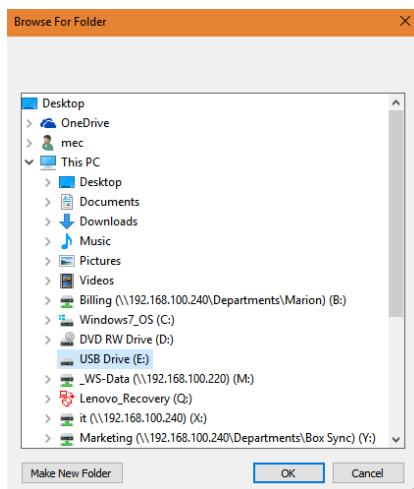 Browse For Folder
Desktop
OneDrive
mec
This PC
Desktop
Documents
Downloads
Music
Pictures
Videos
Billing (\\192.168.100.240\Departments\Marion) (B:)
Windows7_OS (C:)
DVD RW Drive (D:)
USB Drive (E:)
_WS-Data (\\192.168.100.220) (M:)
Lenovo_Recovery (Q:)
it (\\192.168.100.240) (X:)
Marketing (\\192.168.100.240\Departments\Box Sync) (Y:)
Make New Folder OK Cancel